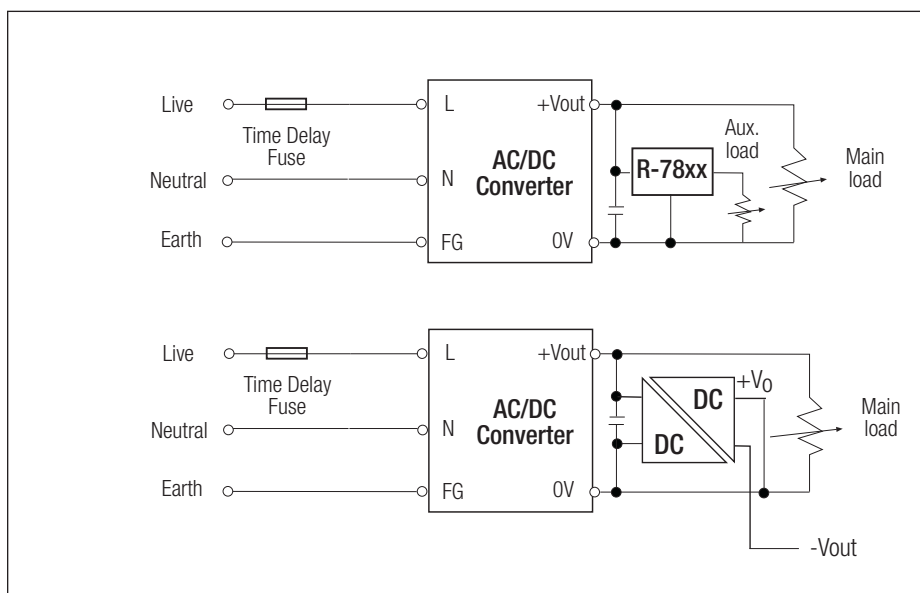 Live
Time Delay
Fuse
Neutral
Earth
L
N
FG
AC/DC
Converter
+Vout
0V
R-78xx
Aux.
load
Main
load
Live
Time Delay
Fuse
Neutral
Earth
L
N
FG
AC/DC
Converter
+Vout
0V
DC
DC
+V0
Main
load
-Vout